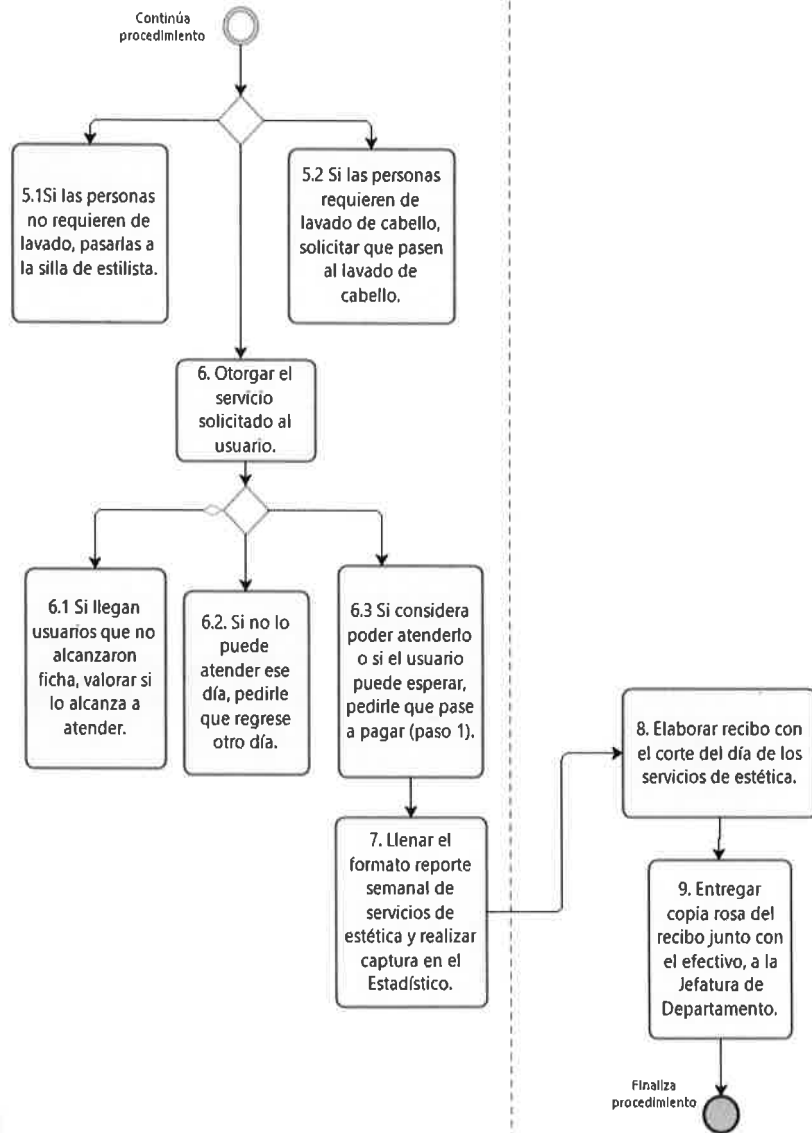 Continúa
procedimiento
5.1Si las personas
no requieren de
lavado, pasarlas a
la silla de estilista.
5.2 Si las personas
requieren de
lavado de cabello,
solicitar que pasen
al lavado de
cabello.
6. Otorgar el
servicio
solicitado al
usuario.
6.1 Si llegan
usuarios que no
alcanzaron
ficha, valorar si
lo alcanza a
atender.
6.2. Si no lo
puede
atender ese
día, pedirle
que regrese
otro día.
6.3 Si considera
poder atenderlo
o si el usuario
puede esperar,
pedirle que pase
a pagar (paso 1).
7. Llenar el
formato reporte
semanal de
servicios de
estética y realizar
captura en el
Estadístico.
8. Elaborar recibo con
el corte del día de los
servicios de estética.
9. Entregar
copia rosa del
recibo junto con
el efectivo, a la
Jefatura de
Departamento.
Finaliza
procedimiento